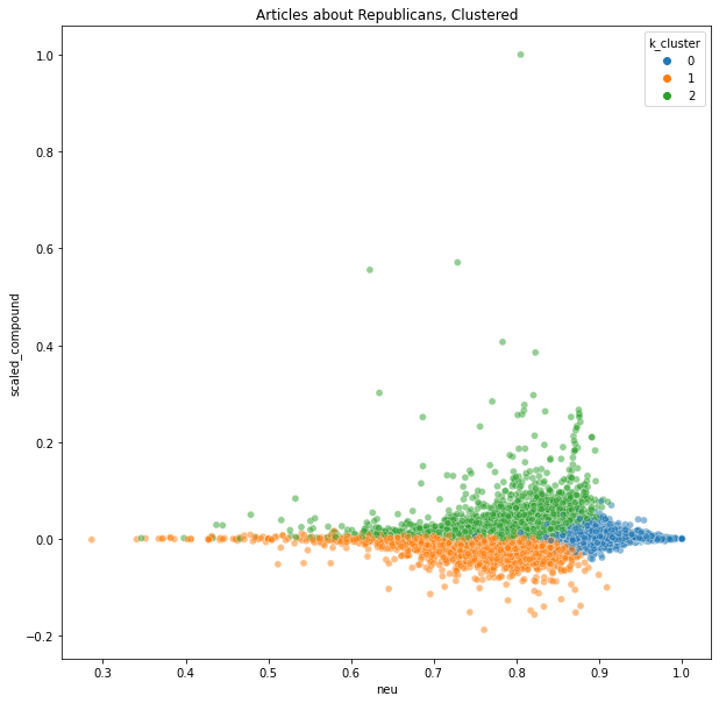 Articles about Republicans, Clustered
k_cluster
0
1
2
1.0
0.8
0.6
0.4
0.2
0.0
−0.2
scaled_compound
0.3 0.4 0.5 0.6 0.7 0.8 0.9 1.0
neu